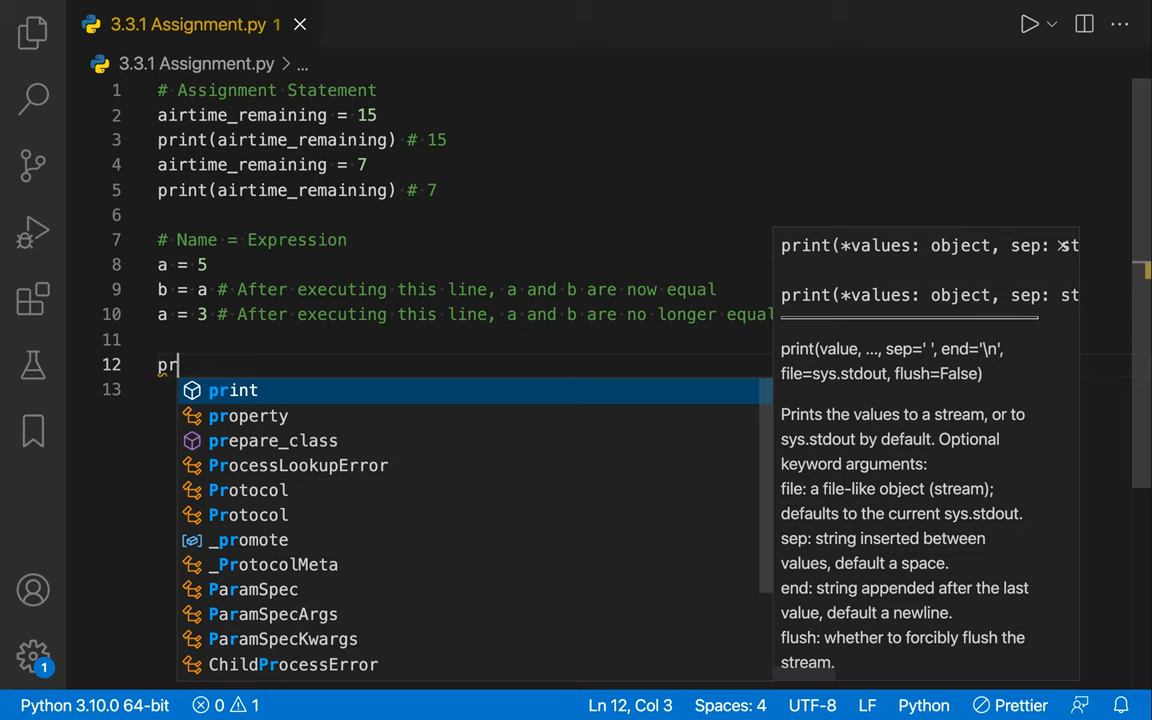 3.3.1 Assignment.py 1
3.3.1 Assignment.py > ...
1 # Assignment Statement
2 airtime_remaining = 15
3 print(airtime_remaining) # 15
4 airtime_remaining = 7
5 print(airtime_remaining) # 7
6
7 # Name = Expression
8 a = 5
9 b = a # After executing this line, a and b are now equal
10 a = 3 # After executing this line, a and b are no longer equal
11
12 pr
13
print
property
prepare_class
ProcessLookupError
Protocol
Protocol
_promote
_ProtocolMeta
ParamSpec
ParamSpecArgs
ParamSpecKwargs
ChildProcessError
print(*values: object, sep: st
print(*values: object, sep: st
print(value, ..., sep=' ', end='\n',
file=sys.stdout, flush=False)
Prints the values to a stream, or to
sys.stdout by default. Optional
keyword arguments:
file: a file-like object (stream);
defaults to the current sys.stdout.
sep: string inserted between
values, default a space.
end: string appended after the last
value, default a newline.
flush: whether to forcibly flush the
stream.
1
Python 3.10.0 64-bit 0 1 Ln 12, Col 3 Spaces: 4 UTF-8 LF Python Prettier